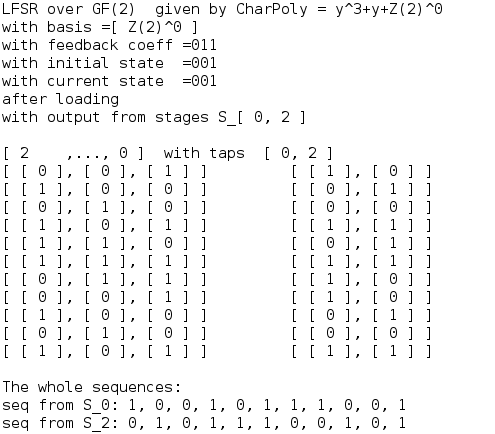 LFSR over GF(2)  given by CharPoly = y^3+y+Z(2)^0
with basis =[ Z(2)^0 ]
with feedback coeff =011
with initial state  =001
with current state  =001
after loading
with output from stages S_[ 0, 2 ]
[ 2    ,..., 0 ]  with taps  [ 0, 2 ]
[ [ 0 ], [ 0 ], [ 1 ] ]          [ [ 1 ], [ 0 ] ]
[ [ 1 ], [ 0 ], [ 0 ] ]          [ [ 0 ], [ 1 ] ]
[ [ 0 ], [ 1 ], [ 0 ] ]          [ [ 0 ], [ 0 ] ]
[ [ 1 ], [ 0 ], [ 1 ] ]          [ [ 1 ], [ 1 ] ]
[ [ 1 ], [ 1 ], [ 0 ] ]          [ [ 0 ], [ 1 ] ]
[ [ 1 ], [ 1 ], [ 1 ] ]          [ [ 1 ], [ 1 ] ]
[ [ 0 ], [ 1 ], [ 1 ] ]          [ [ 1 ], [ 0 ] ]
[ [ 0 ], [ 0 ], [ 1 ] ]          [ [ 1 ], [ 0 ] ]
[ [ 1 ], [ 0 ], [ 0 ] ]          [ [ 0 ], [ 1 ] ]
[ [ 0 ], [ 1 ], [ 0 ] ]          [ [ 0 ], [ 0 ] ]
[ [ 1 ], [ 0 ], [ 1 ] ]          [ [ 1 ], [ 1 ] ]
The whole sequences:
seq from S_0: 1, 0, 0, 1, 0, 1, 1, 1, 0, 0, 1
seq from S_2: 0, 1, 0, 1, 1, 1, 0, 0, 1, 0, 1